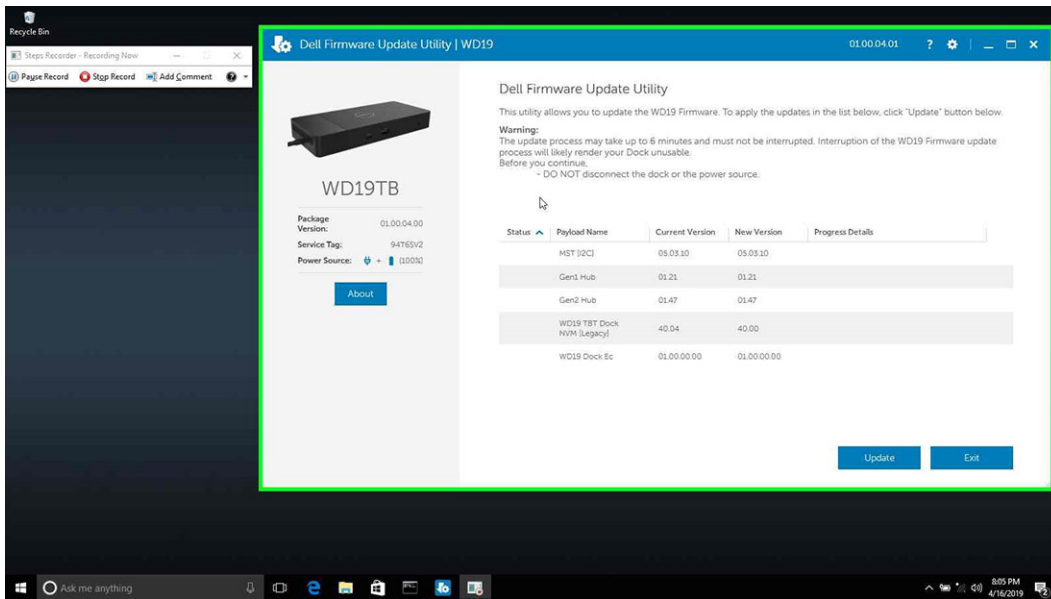 Recycle Bin
Steps Recorder - Recording Now
Pause Record Stop Record Add Comment
Dell Firmware Update Utility | WD19
01.00.04.01 ?
WD19TB
Package Version: 01.00.04.00
Service Tag: 94T6SV2
Power Source: + (100%)
About
Dell Firmware Update Utility
This utility allows you to update the WD19 Firmware. To apply the updates in the list below, click "Update" button below.
Warning:
The update process may take up to 6 minutes and must not be interrupted. Interruption of the WD19 Firmware update
process will likely render your Dock unusable.
Before you continue,
- DO NOT disconnect the dock or the power source.
Status Payload Name Current Version New Version Progress Details
MST [I2C] 05.03.10 05.03.10
Gen1 Hub 01.21 01.21
Gen2 Hub 01.47 01.47
WD19 TBT Dock
NVM [Legacy] 40.04. 40.00
WD19 Dock Ec 01.00.00.00 01.00.00.00
Update Exit
Ask me anything
8:05 PM
4/16/2019
2